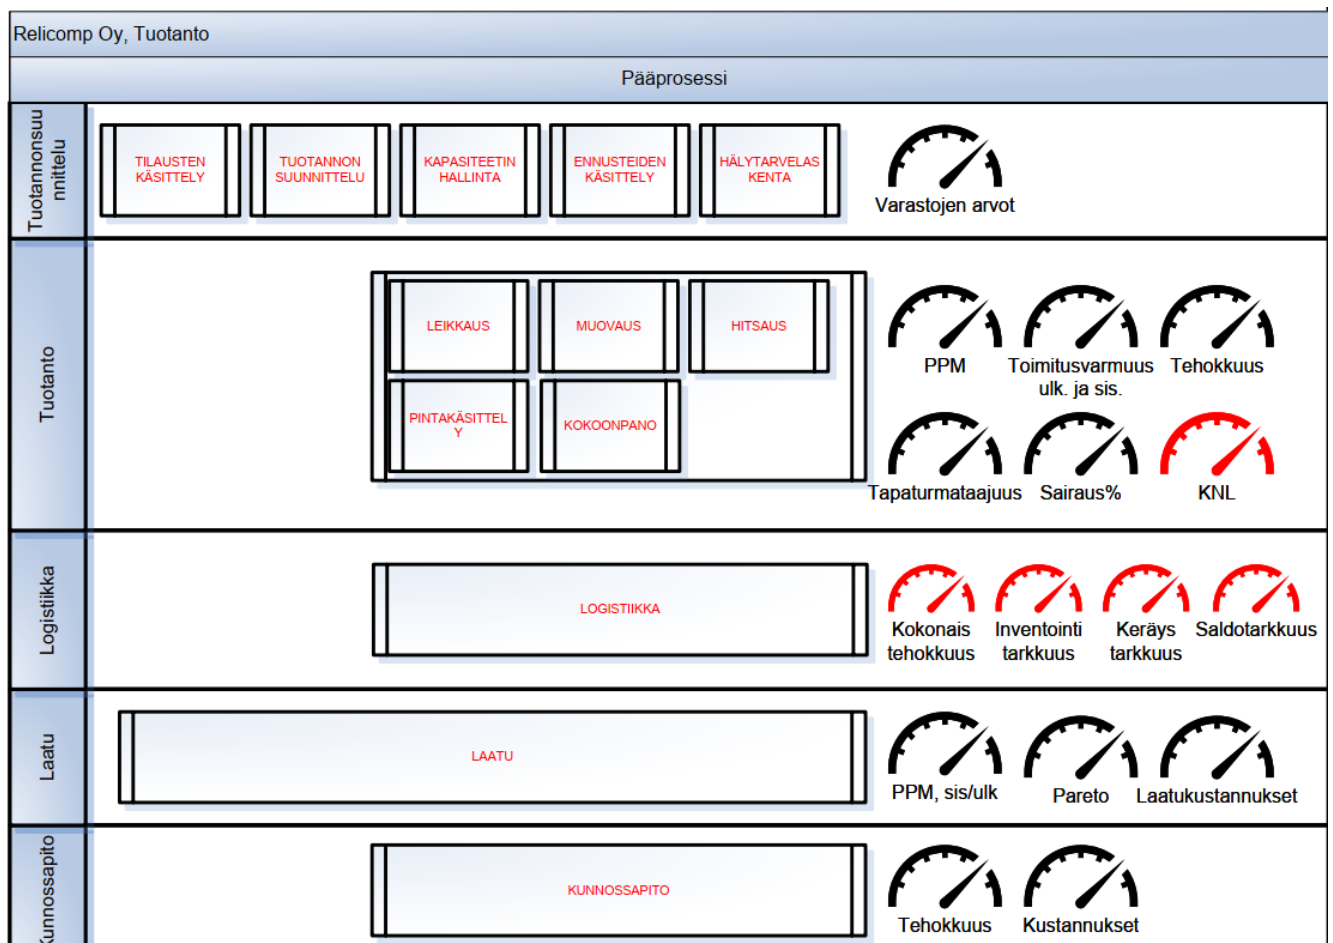 Relicomp Oy, Tuotanto
Pääprosessi
Tuotannonsuu
nnittelu
TILAUSTEN
KÄSITTELY
TUOTANNON
SUUNNITTELU
KAPASITEETIN
HALLINTA
ENNUSTEIDEN
KÄSITTELY
HÄLYTARVELAS
KENTA
Varastojen arvot
Tuotanto
LEIKKAUS
MUOVAUS
HITSAUS
PINTAKÄSITTEL
Y
KOKOONPANO
PPM
Toimitusvarmuus
ulk. ja sis.
Tehokkuus
Tapaturmataajuus
Sairaus%
KNL
Logistiikka
LOGISTIIKKA
Kokonais
tehokkuus
Inventointi
tarkkuus
Keräys
tarkkuus
Saldotarkkuus
Laatu
LAATU
PPM, sis/ulk
Pareto
Laatukustannukset
Kunnossapito
KUNNOSSAPITO
Tehokkuus
Kustannukset